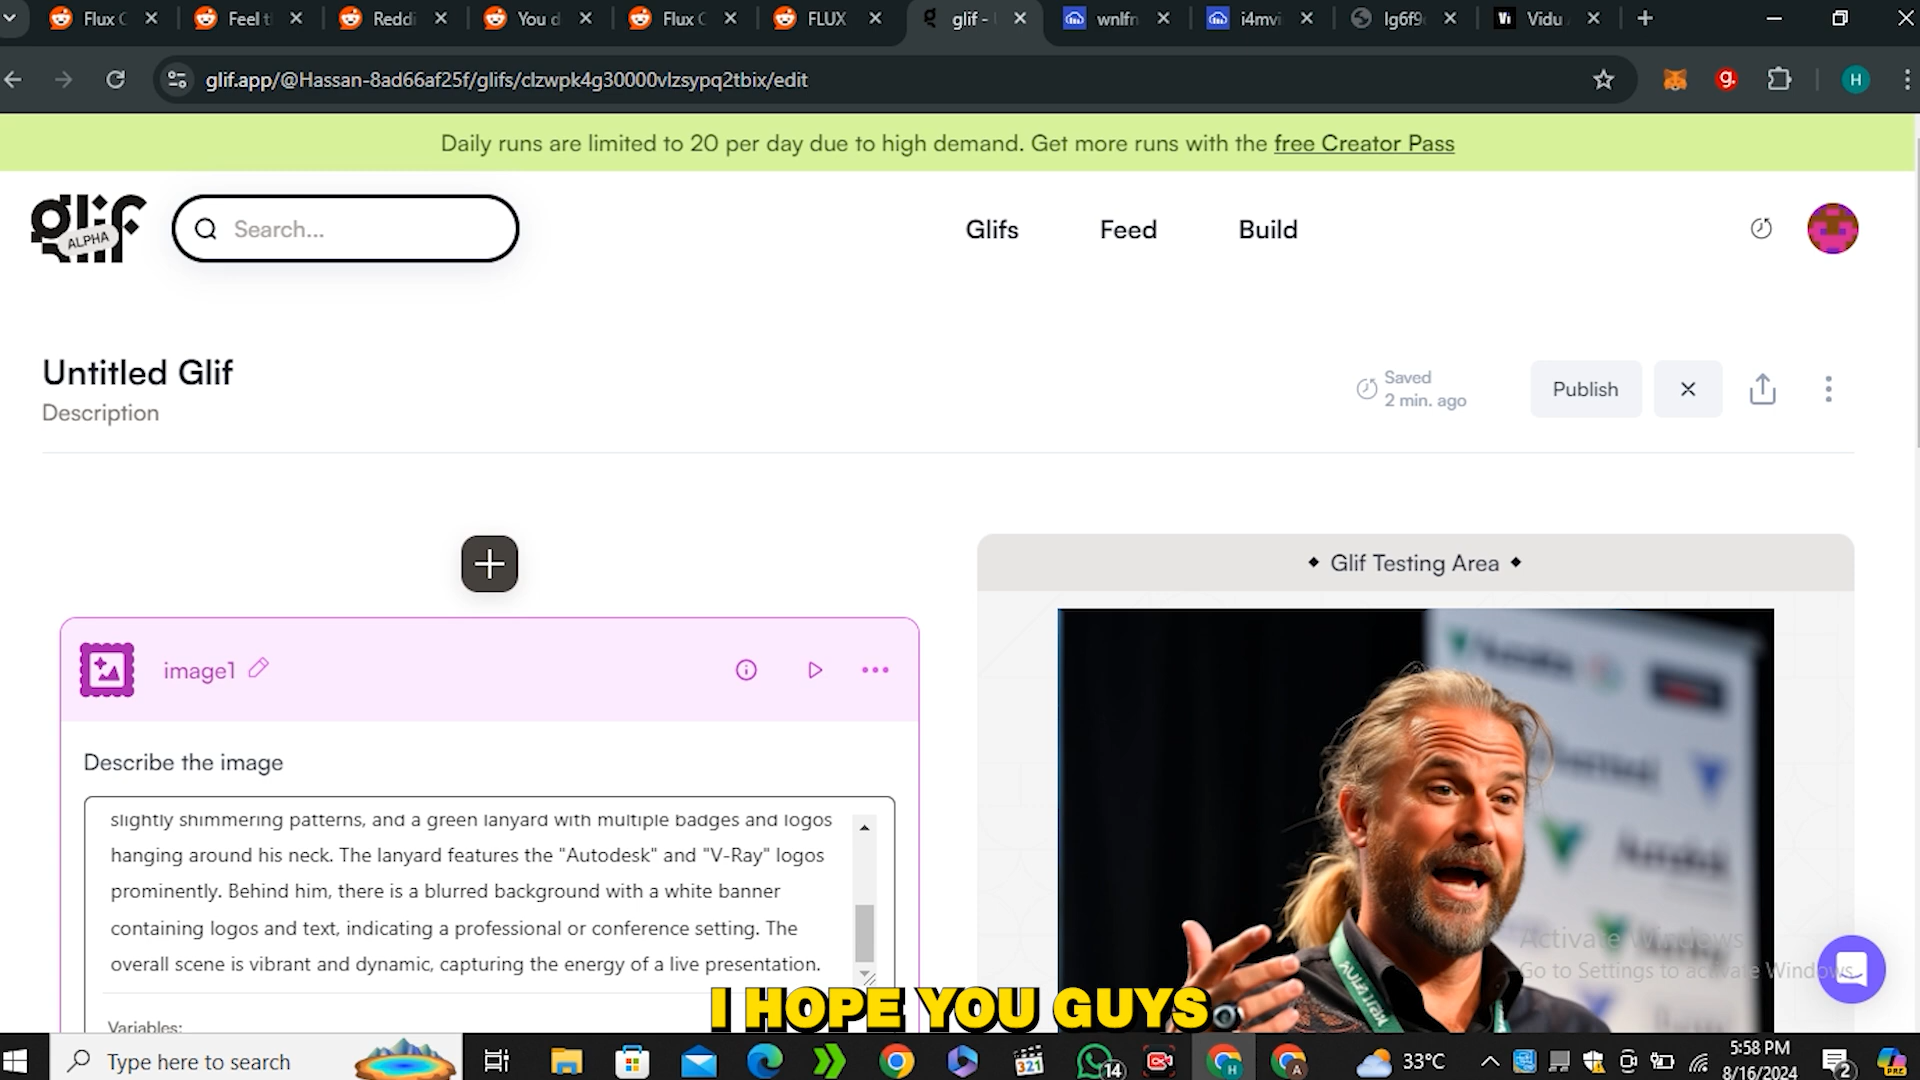 Flux C
Feel t
Reddi
You d
Flux C
FLUX
glif -
wnlfn
i4mvi
lg6f9
Vidu
glif.app/@Hassan-8ad66af25f/glifs/clzwpk4g30000vlzsypq2tbix/edit
H
Daily runs are limited to 20 per day due to high demand. Get more runs with the free Creator Pass
glif
ALPHA
Search...
Glifs
Feed
Build
Untitled Glif
Description
Saved
2 min. ago
Publish
Glif Testing Area
image1
Describe the image
slightly shimmering patterns, and a green lanyard with multiple badges and logos
hanging around his neck. The lanyard features the "Autodesk" and "V-Ray" logos
prominently. Behind him, there is a blurred background with a white banner
containing logos and text, indicating a professional or conference setting. The
overall scene is vibrant and dynamic, capturing the energy of a live presentation.
Variables:
Activate Windows
Go to Settings to activate Windows.
I HOPE YOU GUYS
Type here to search
321
14
H
A
33°C
5:58 PM
8/16/2024
2
PRE